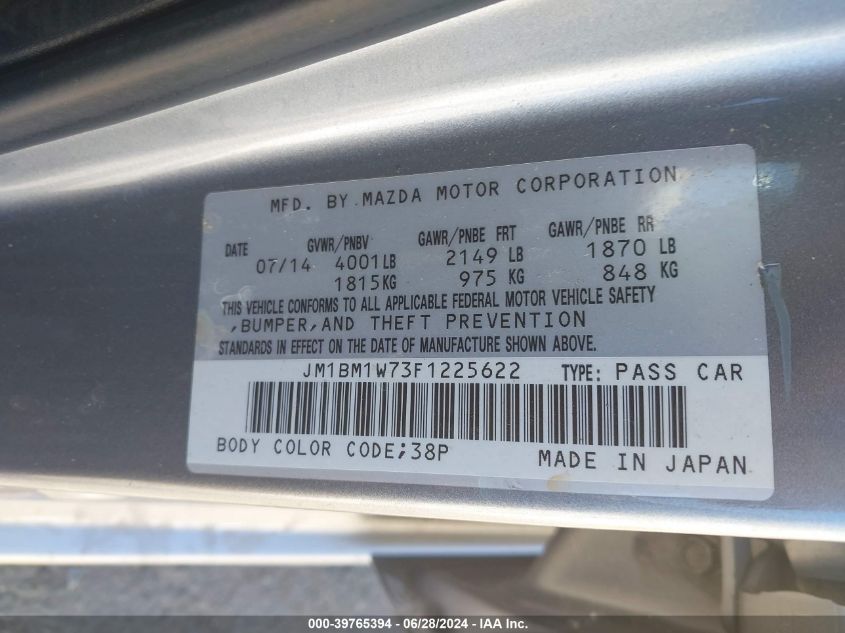 MFD. BY MAZDA MOTOR CORPORATION
DATE GVWR/PNBV GAWR/PNBE FRT GAWR/PNBE RR
07/14 4001LB 2149 LB 1870 LB
1815KG 975 KG 848 KG
THIS VEHICLE CONFORMS TO ALL APPLICABLE FEDERAL MOTOR VEHICLE SAFETY
,BUMPER,AND THEFT PREVENTION
STANDARDS IN EFFECT ON THE DATE OF MANUFACTURE SHOWN ABOVE.
JM1BM1W73F1225622 TYPE: PASS CAR
BODY COLOR CODE;38P MADE IN JAPAN
000-39765394 - 06/28/2024 - IAA Inc.